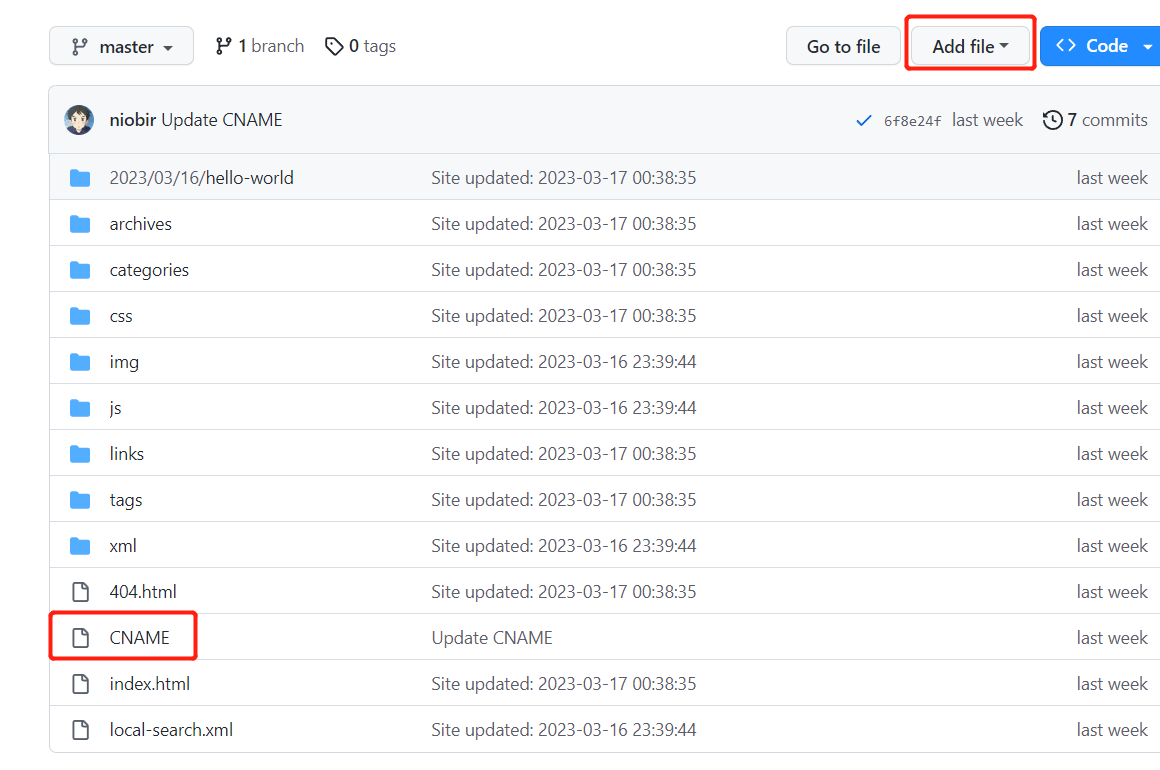 master 1 branch 0 tags Go to file Add file Code
niobir Update CNAME 6f8e24f last week 7 commits
2023/03/16/hello-world Site updated: 2023-03-17 00:38:35 last week
archives Site updated: 2023-03-17 00:38:35 last week
categories Site updated: 2023-03-17 00:38:35 last week
css Site updated: 2023-03-17 00:38:35 last week
img Site updated: 2023-03-16 23:39:44 last week
js Site updated: 2023-03-16 23:39:44 last week
links Site updated: 2023-03-17 00:38:35 last week
tags Site updated: 2023-03-17 00:38:35 last week
xml Site updated: 2023-03-16 23:39:44 last week
404.html Site updated: 2023-03-17 00:38:35 last week
CNAME Update CNAME last week
index.html Site updated: 2023-03-17 00:38:35 last week
local-search.xml Site updated: 2023-03-16 23:39:44 last week